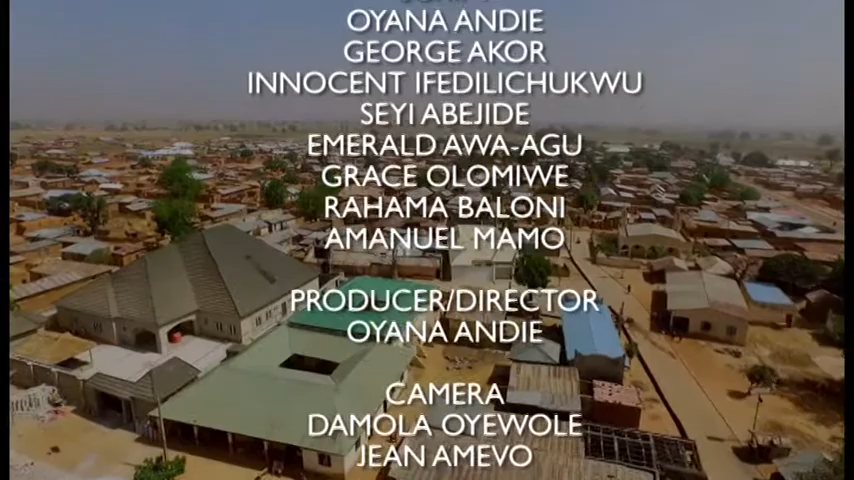 OYANA ANDIE
GEORGE AKOR
INNOCENT IFEDILICHUKWU
SEYI ABEJIDE
EMERALD AWA-AGU
GRACE OLOMIWE
RAHAMA BALONI
AMANUEL MAMO
PRODUCER/DIRECTOR
OYANA ANDIE
CAMERA
DAMOLA OYEWOLE
JEAN AMEVO